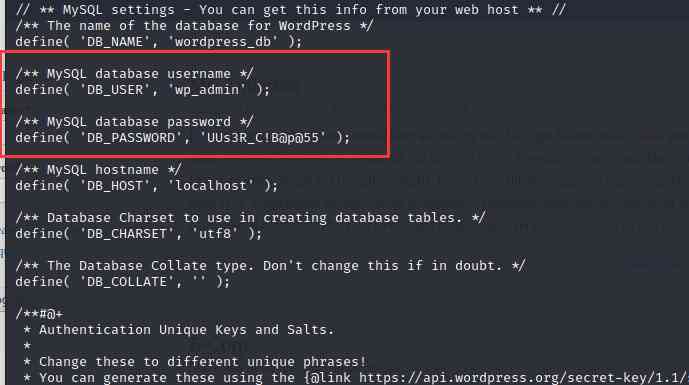 // ** MySQL settings - You can get this info from your web host ** //
/** The name of the database for WordPress */
define( 'DB_NAME', 'wordpress_db' );
/** MySQL database username */
define( 'DB_USER', 'wp_admin' );
/** MySQL database password */
define( 'DB_PASSWORD', 'UUs3R_C!B@p@55' );
/** MySQL hostname */
define( 'DB_HOST', 'localhost' );
/** Database Charset to use in creating database tables. */
define( 'DB_CHARSET', 'utf8' );
/** The Database Collate type. Don't change this if in doubt. */
define( 'DB_COLLATE', '' );
/**#@+
 * Authentication Unique Keys and Salts.
 *
 * Change these to different unique phrases!
 * You can generate these using the {@link https://api.wordpress.org/secret-key/1.1/